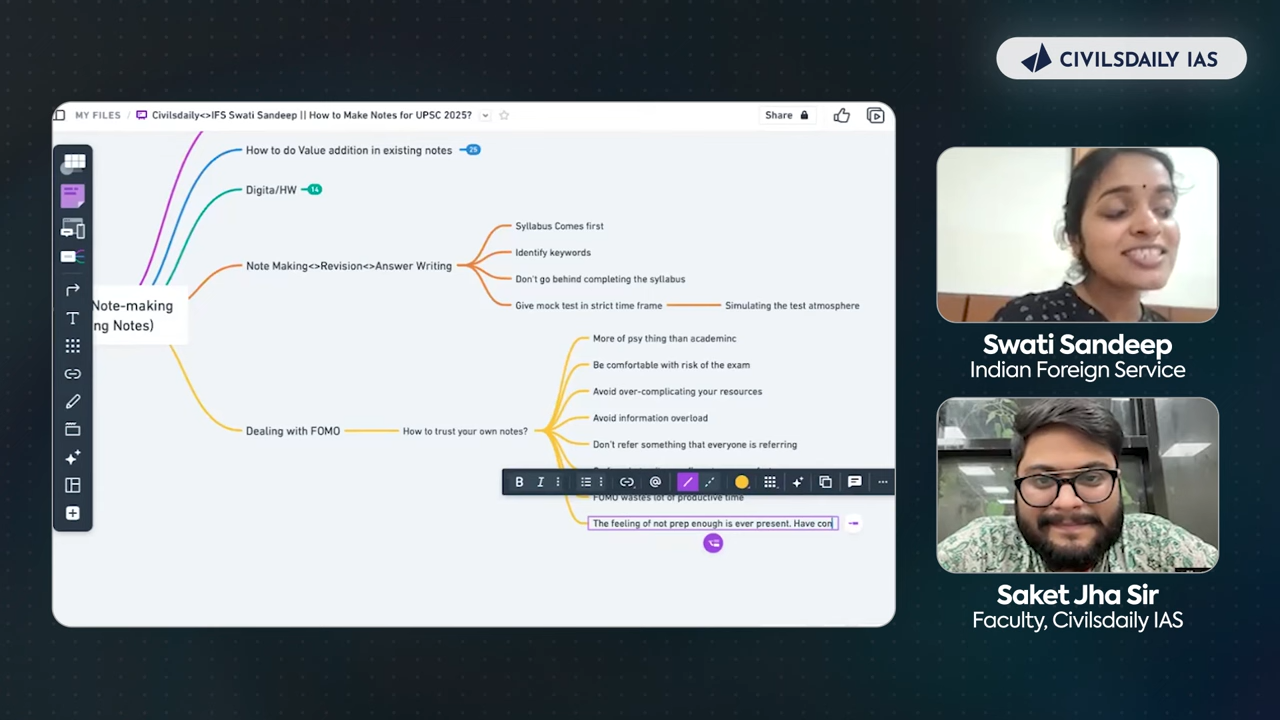 CIVILSDAILY IAS
MY FILES / Civilsdaily<>IFS Swati Sandeep || How to Make Notes for UPSC 2025?
Share
How to do Value addition in existing notes
25
Digita/HW
14
Note Making<>Revision<>Answer Writing
Syllabus Comes first
Identify keywords
Don't go behind completing the syllabus
Give mock test in strict time frame
Simulating the test atmosphere
Note-making
ng Notes)
Dealing with FOMO
How to trust your own notes?
More of psy thing than academinc
Be comfortable with risk of the exam
Avoid over-complicating your resources
Avoid information overload
Don't refer something that everyone is referring
B I
FOMO wastes lot of productive time
The feeling of not prep enough is ever present. Have con
Swati Sandeep
Indian Foreign Service
Saket Jha Sir
Faculty, Civilsdaily IAS